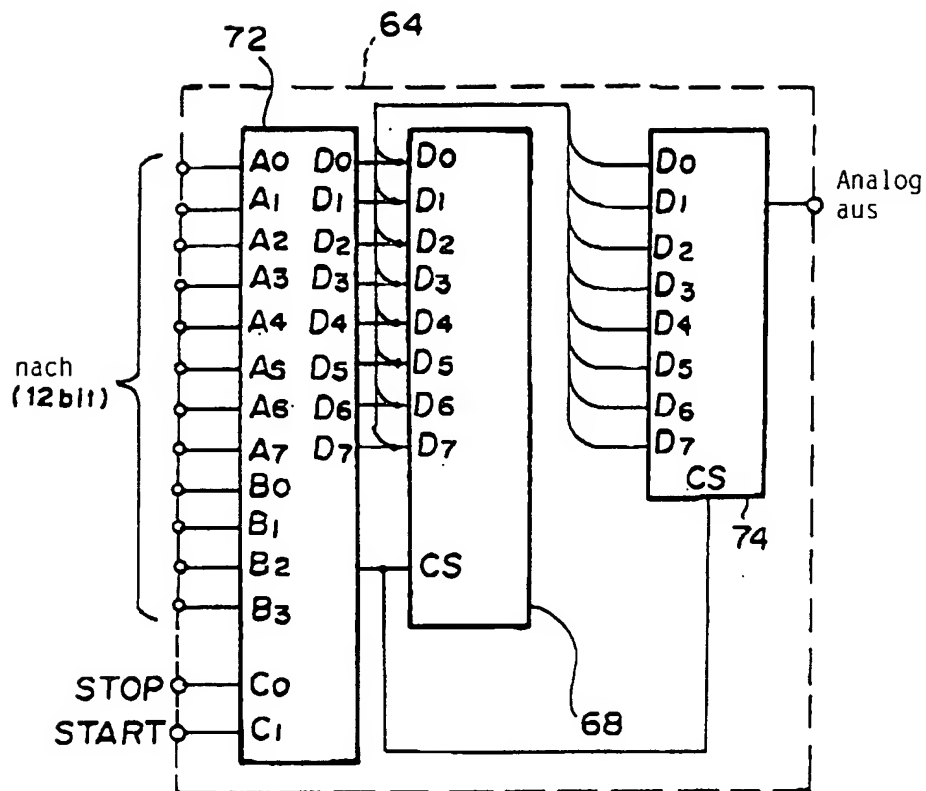 72
64
A0 D0 D0 D0
A1 D1 D1 D1
A2 D2 D2 D2
A3 D3 D3 D3
A4 D4 D4 D4
A5 D5 D5 D5
A6 D6 D6 D6
A7 D7 D7 D7
B0
B1
B2
B3
C0
C1
CS
CS
Analog
aus
nach
(12bit)
STOP
START
74
68